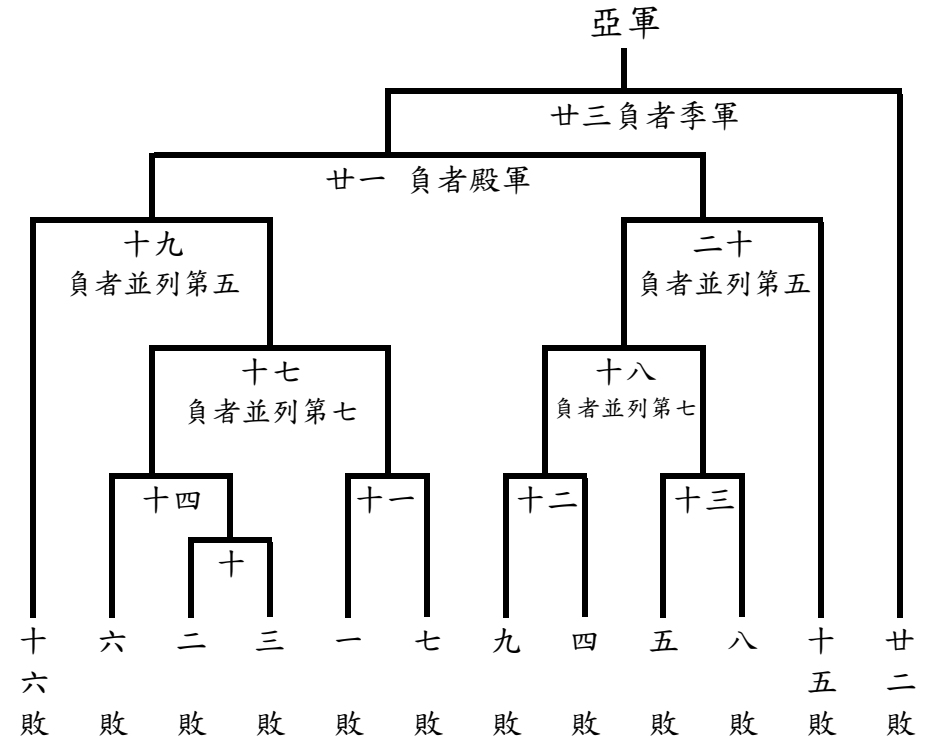 亞軍
廿三負者季軍
廿一 負者殿軍
十九
負者並列第五
二十
負者並列第五
十七
負者並列第七
十八
負者並列第七
十四
十一
十二
十三
十
十六敗
六敗
二敗
三敗
一敗
七敗
九敗
四敗
五敗
八敗
十五敗
廿二敗